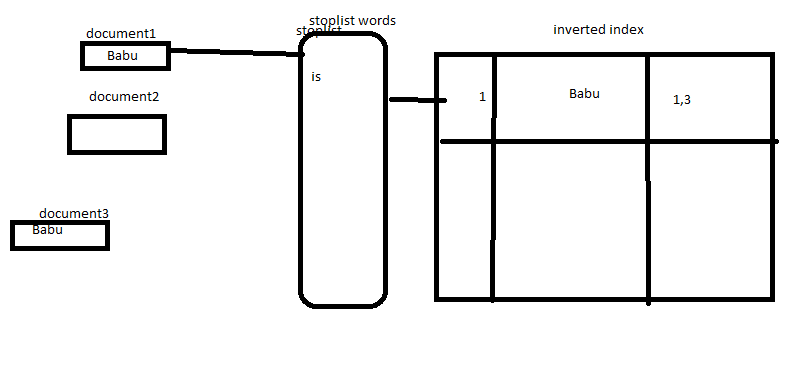 document1
Babu
document2
document3
Babu
stoplist words
stoplist
is
inverted index
1
Babu
1,3